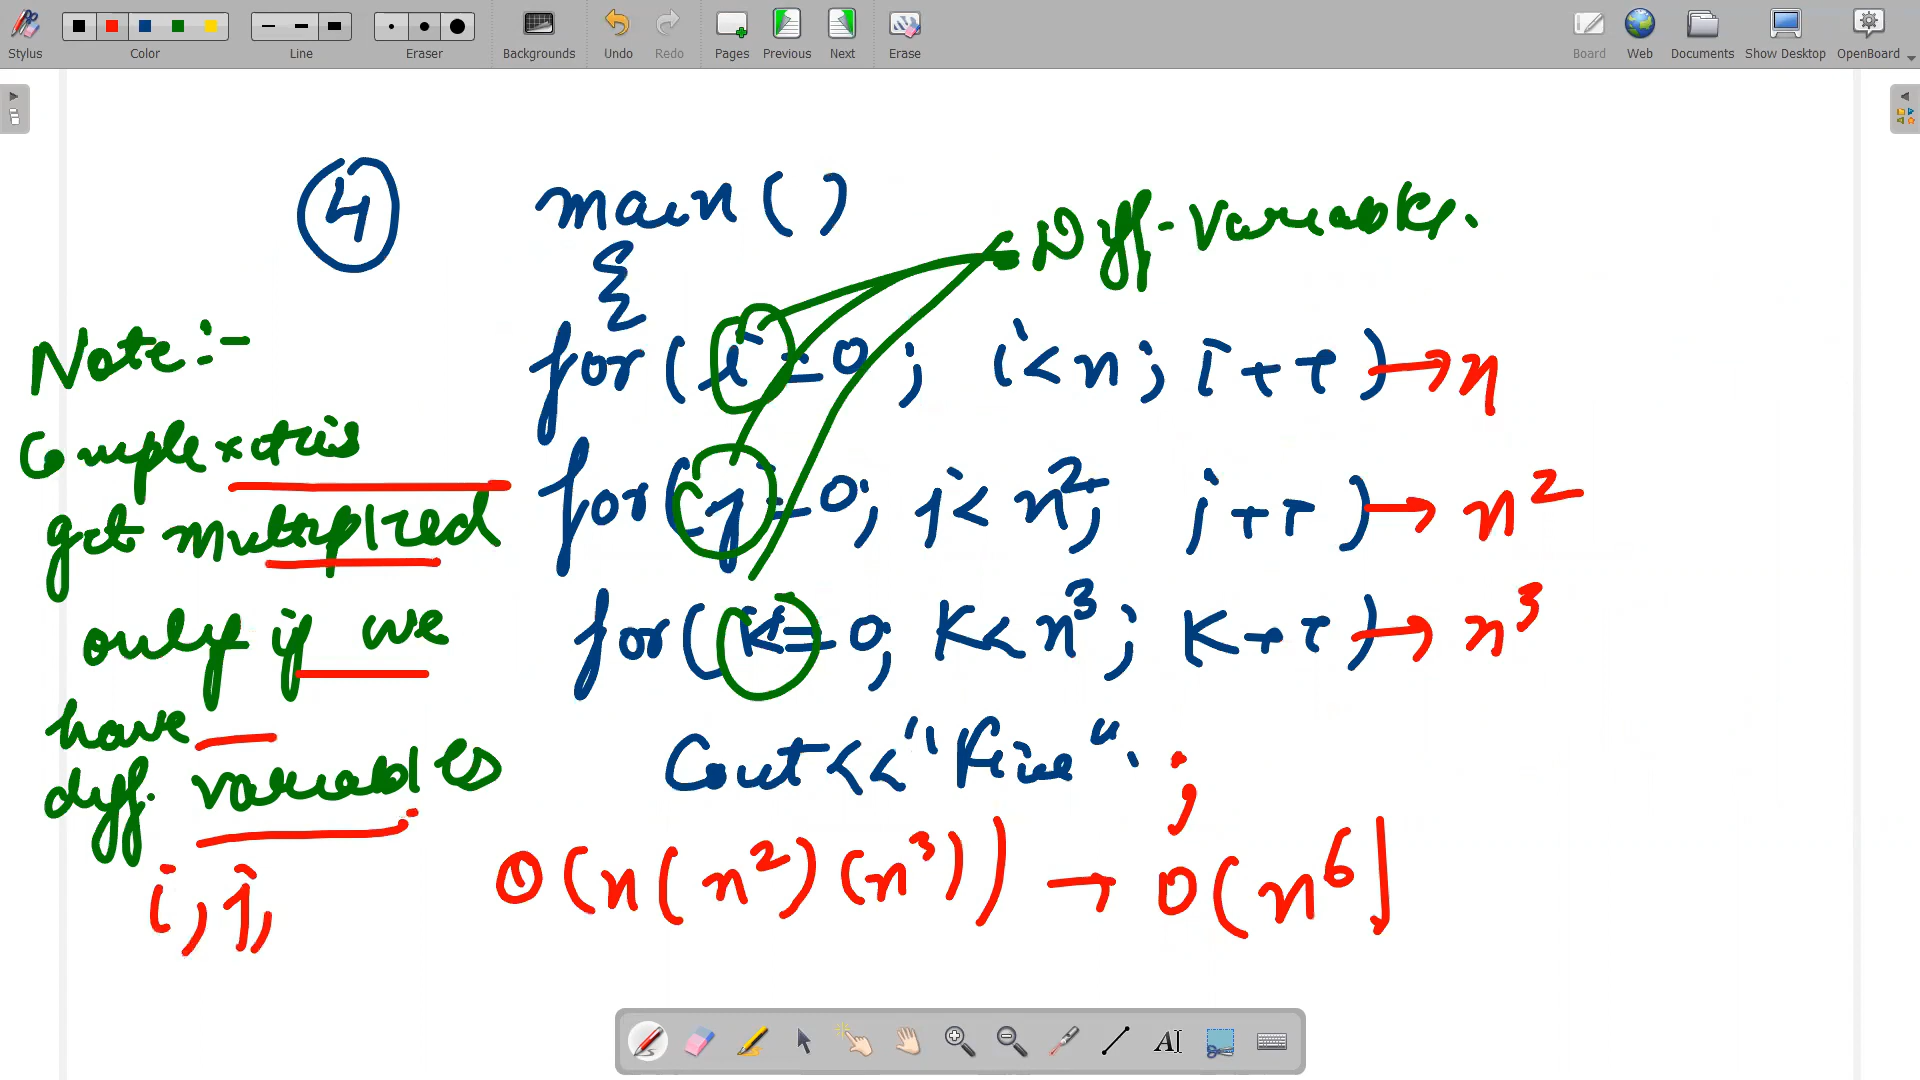 Stylus Color Line Eraser Backgrounds Undo Redo Pages Previous Next Erase Board Web Documents Show Desktop OpenBoard
4
main()
{
Diff. Variables.
for(i=0; i<n; i++) → n
for(j=0; j<n²; j++) → n²
for(k=0; k<n³; k++) → n³
Cout<<"
;
O(n(n²)(n³)) → O(n⁶)
Note:-
Complexities
get multiplied
only if we
have
diff. variables
i, j,